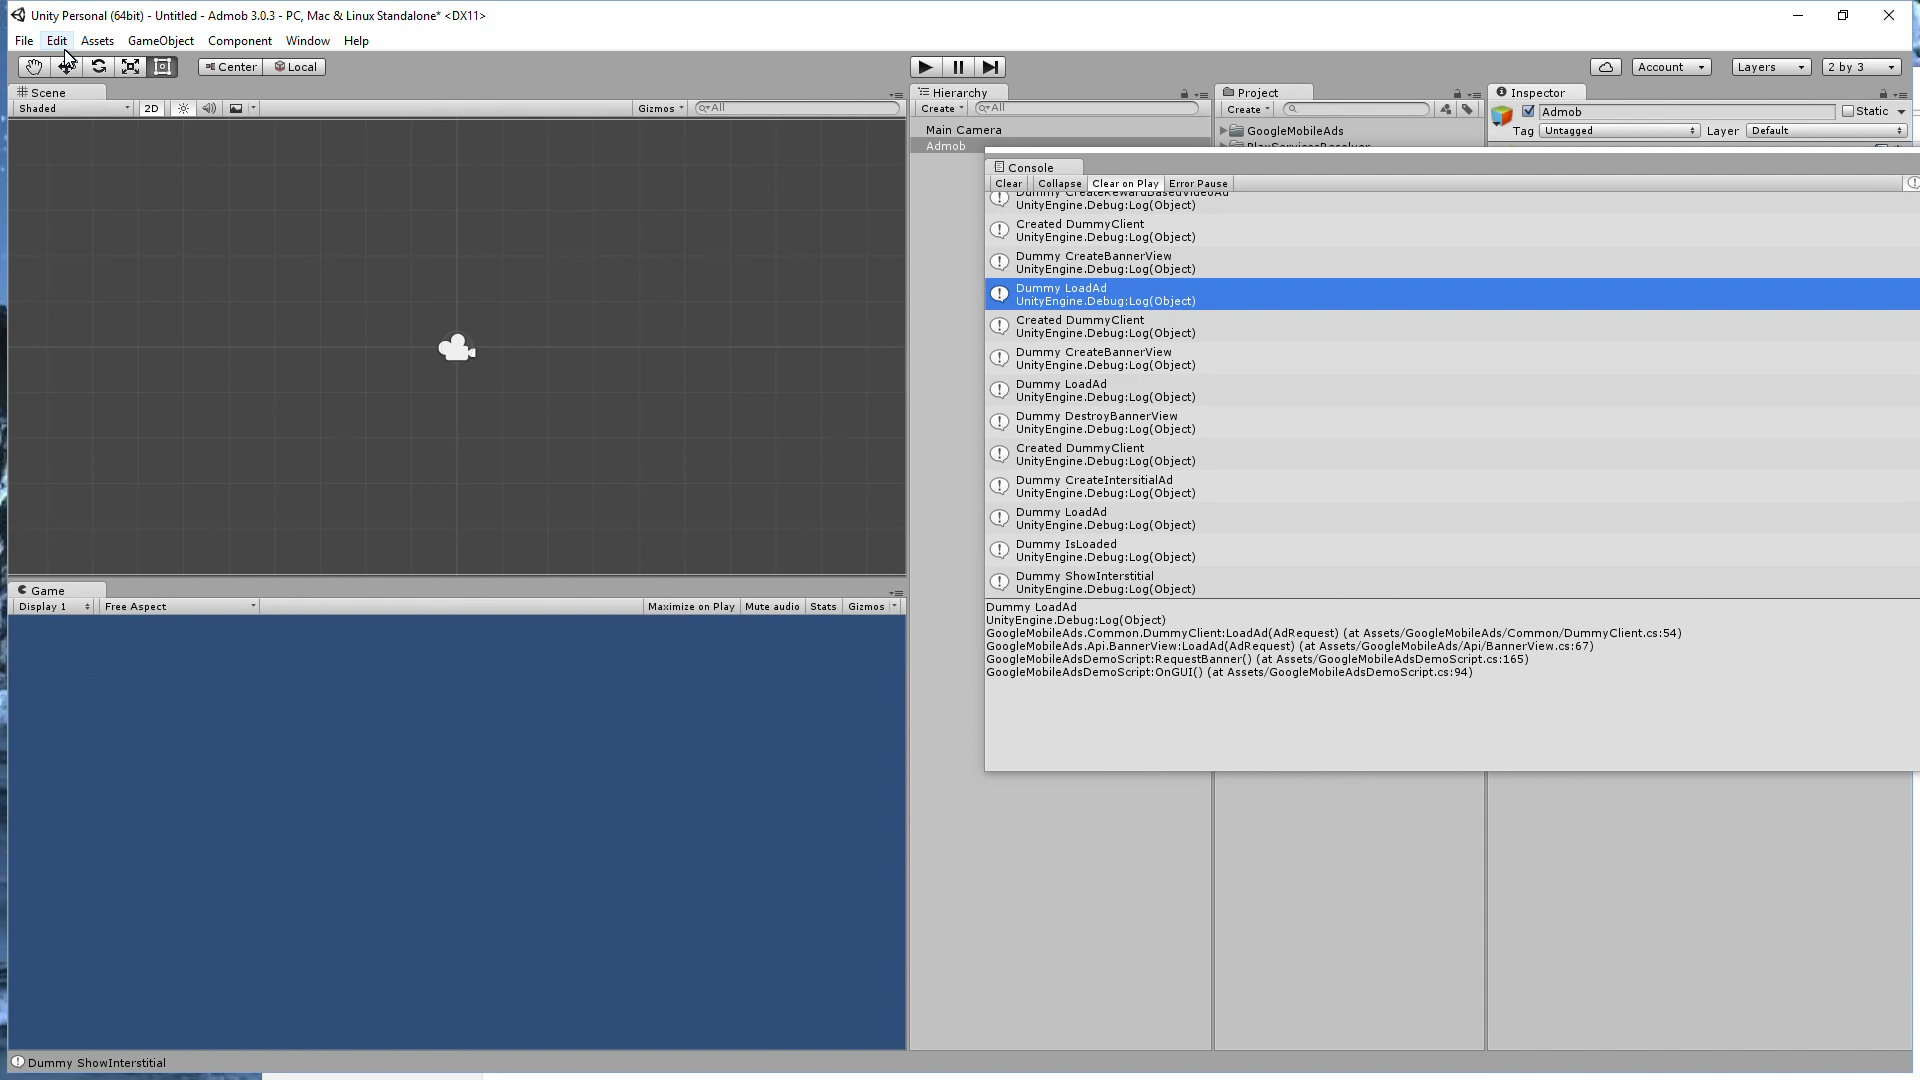 Unity Personal (64bit) - Untitled - Admob 3.0.3 - PC, Mac & Linux Standalone* <DX11>
File Edit Assets GameObject Component Window Help
Center Local
Account Layers 2 by 3
Scene
Shaded 2D Gizmos All
Hierarchy
Create All
Main Camera
Admob
Project
Create
GoogleMobileAds
PlayServicesResolver
Inspector
Admob Static
Tag Untagged Layer Default
Console
Clear Collapse Clear on Play Error Pause
Dummy CreateRewardBasedVideoAd
UnityEngine.Debug:Log(Object)
Created DummyClient
UnityEngine.Debug:Log(Object)
Dummy CreateBannerView
UnityEngine.Debug:Log(Object)
Dummy LoadAd
UnityEngine.Debug:Log(Object)
Created DummyClient
UnityEngine.Debug:Log(Object)
Dummy CreateBannerView
UnityEngine.Debug:Log(Object)
Dummy LoadAd
UnityEngine.Debug:Log(Object)
Dummy DestroyBannerView
UnityEngine.Debug:Log(Object)
Created DummyClient
UnityEngine.Debug:Log(Object)
Dummy CreateIntersitialAd
UnityEngine.Debug:Log(Object)
Dummy LoadAd
UnityEngine.Debug:Log(Object)
Dummy IsLoaded
UnityEngine.Debug:Log(Object)
Dummy ShowInterstitial
UnityEngine.Debug:Log(Object)
Dummy LoadAd
UnityEngine.Debug:Log(Object)
GoogleMobileAds.Common.DummyClient:LoadAd(AdRequest) (at Assets/GoogleMobileAds/Common/DummyClient.cs:54)
GoogleMobileAds.Api.BannerView:LoadAd(AdRequest) (at Assets/GoogleMobileAds/Api/BannerView.cs:67)
GoogleMobileAdsDemoScript:RequestBanner() (at Assets/GoogleMobileAdsDemoScript.cs:165)
GoogleMobileAdsDemoScript:OnGUI() (at Assets/GoogleMobileAdsDemoScript.cs:94)
Game
Display 1 Free Aspect Maximize on Play Mute audio Stats Gizmos
Dummy ShowInterstitial